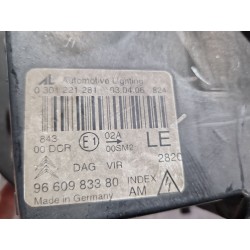 AL Automotive Lighting
0 301 221 281 03.04.06 82A
843 02A LE
00 DCR E1 00SM2 2820
DAG VIR
96 609 833 80 INDEX
Made in Germany AM